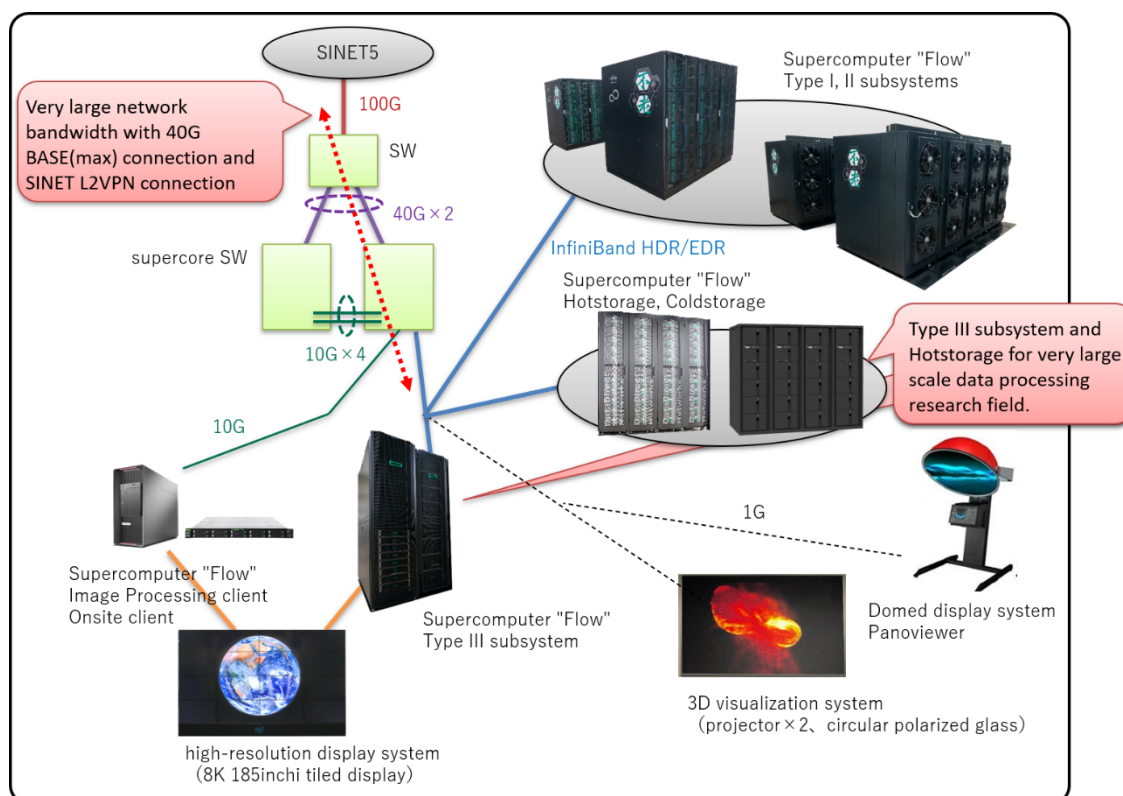 SINET5
Very large network
bandwidth with 40G
BASE(max) connection and
SINET L2VPN connection
100G
SW
40G×2
supercore SW
10G×4
10G
Supercomputer "Flow"
Type I, II subsystems
InfiniBand HDR/EDR
Supercomputer "Flow"
Hotstorage, Coldstorage
Type III subsystem and
Hotstorage for very large
scale data processing
research field.
1G
Supercomputer "Flow"
Image Processing client
Onsite client
Supercomputer "Flow"
Type III subsystem
Domed display system
Panoviewer
3D visualization system
（projector×2、circular polarized glass）
high-resolution display system
（8K 185inchi tiled display）